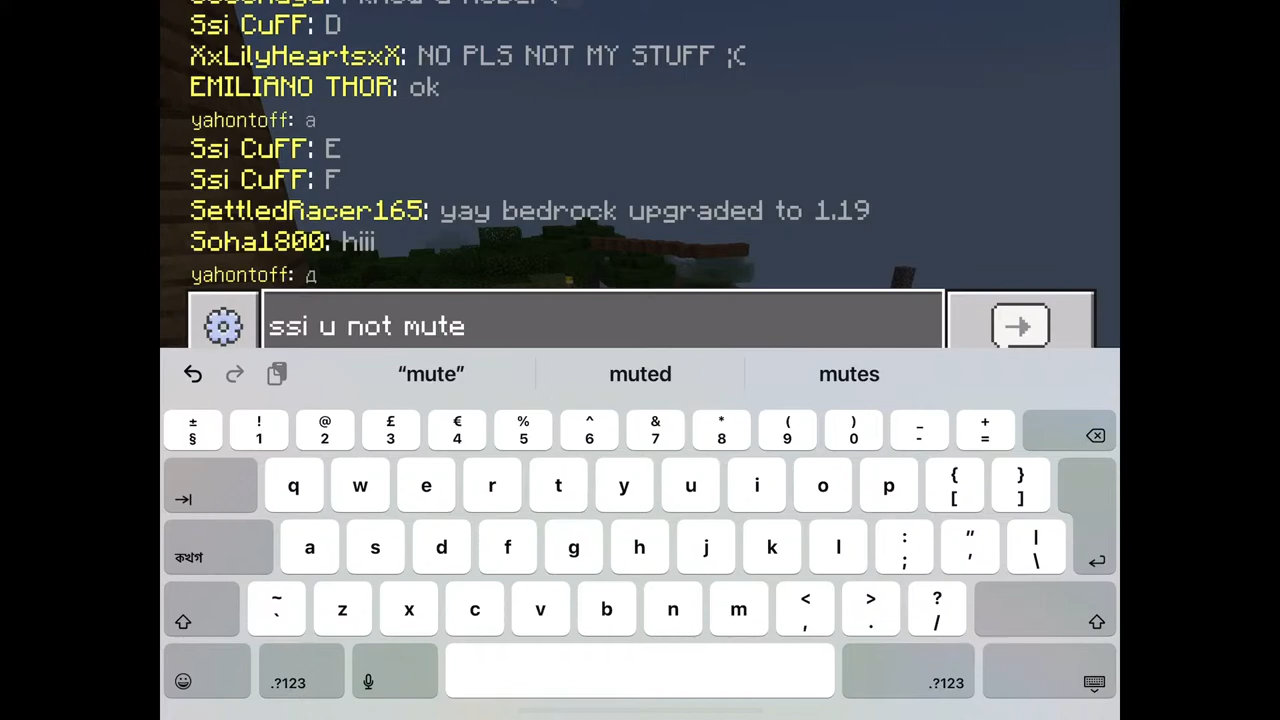 Ssi CuFF: D
XxLilyHeartsxX: NO PLS NOT MY STUFF ;C
EMILIANO THOR: ok
yahontoff: а
Ssi CuFF: E
Ssi CuFF: F
SettledRacer165: yay bedrock upgraded to 1.19
Soha1800: hiii
yahontoff: д
ssi u not mute
“mute” muted mutes
± ! @ £ € % ^ & * ( ) _ +
§ 1 2 3 4 5 6 7 8 9 0 - =
q w e r t y u i o p { [ } ]
কখগ a s d f g h j k l : ; " ' | \
~ ` z x c v b n m < , > . ? /
.?123 .?123